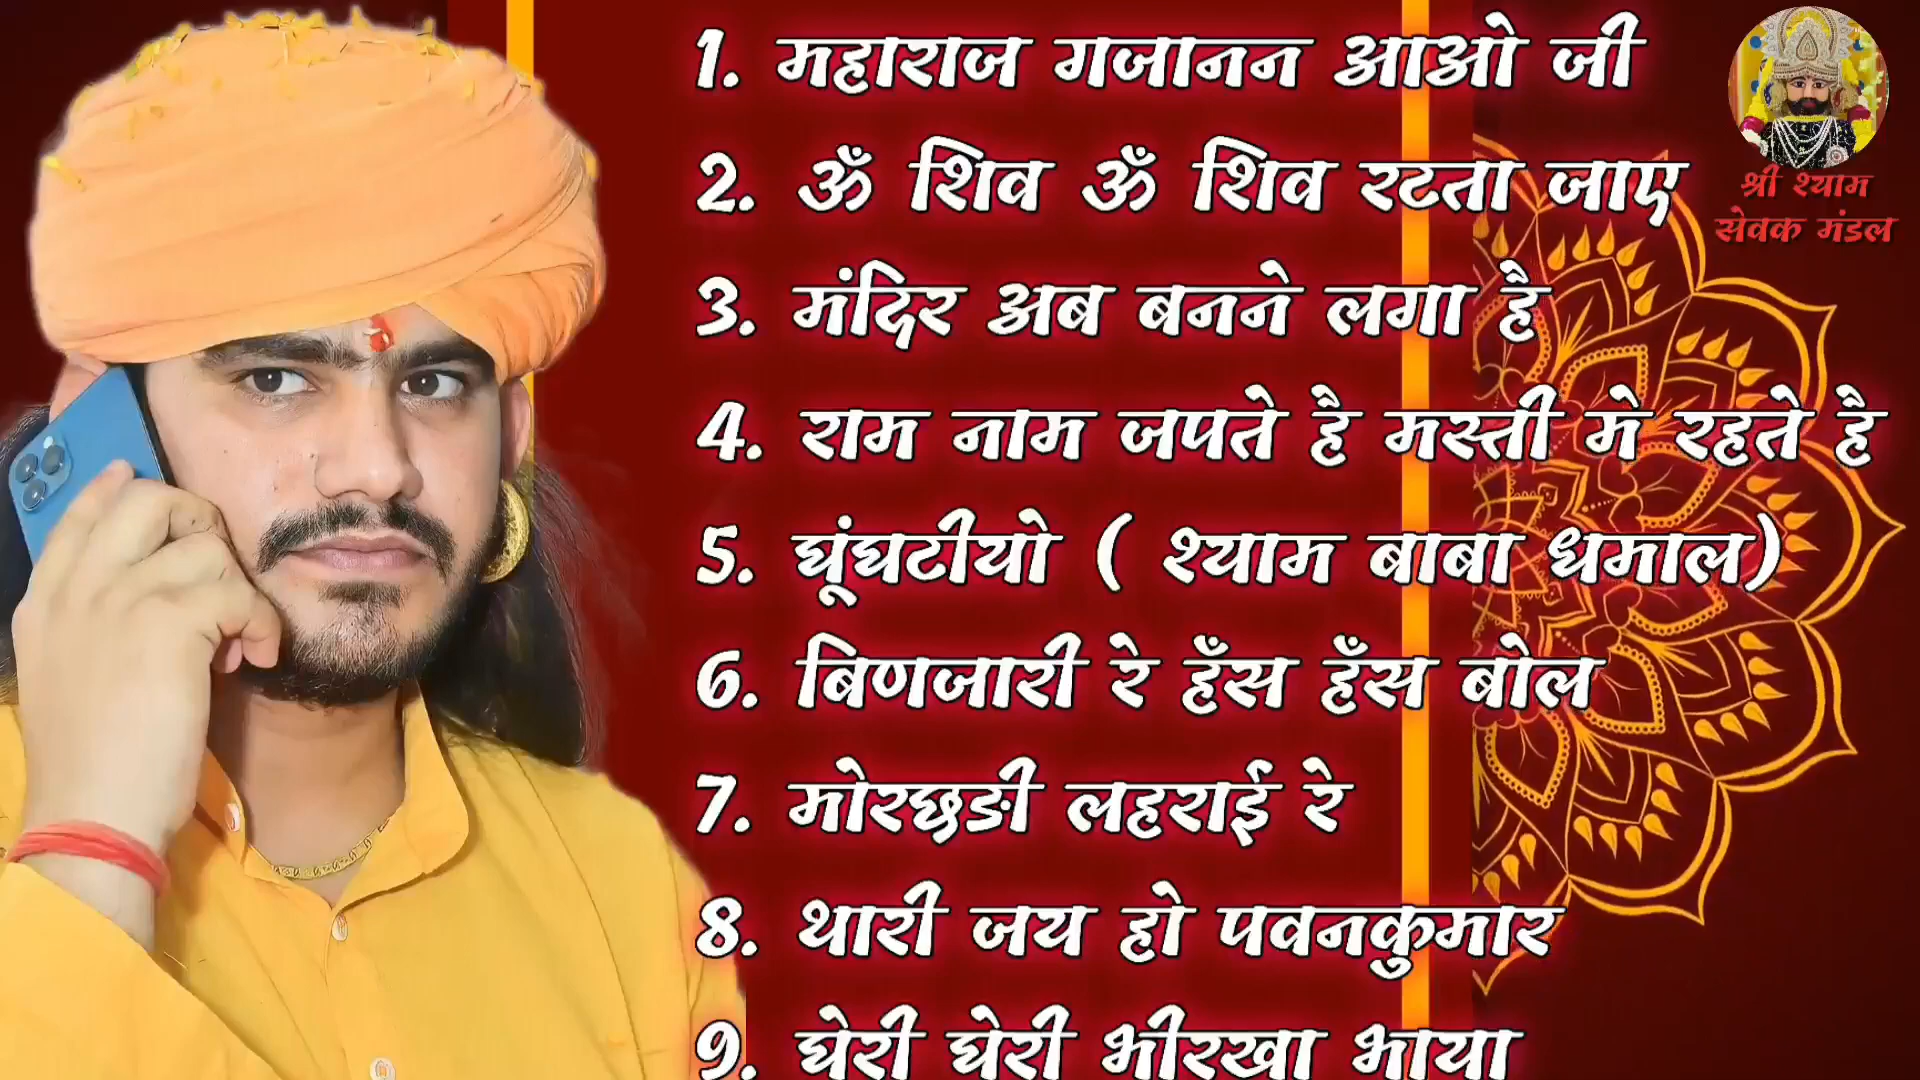 1. महाराज गजानन आओ जी
2. ॐ शिव ॐ शिव रटता जाए
3. मंदिर अब बनने लगा है
4. राम नाम जपते है मस्ती मे रहते है
5. घूंघटीयो ( श्याम बाबा धमाल)
6. बिणजारी रे हँस हँस बोल
7. मोरछडी लहराई रे
8. थारी जय हो पवनकुमार
9. घेरी घेरी भीरखा भाया
श्री श्याम
सेवक मंडल